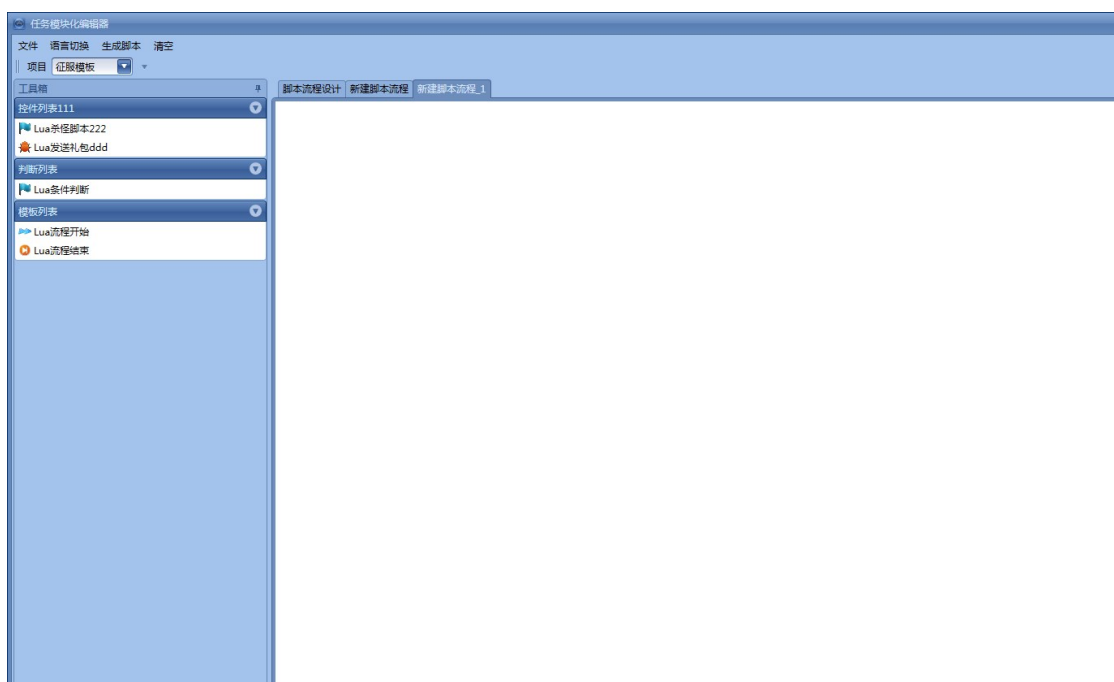 任务模块化编辑器
文件 语言切换 生成脚本 清空
项目 征服模板
工具箱
脚本流程设计 新建脚本流程 新建脚本流程_1
控件列表111
Lua杀怪脚本222
Lua发送礼包ddd
判断列表
Lua条件判断
模板列表
Lua流程开始
Lua流程结束